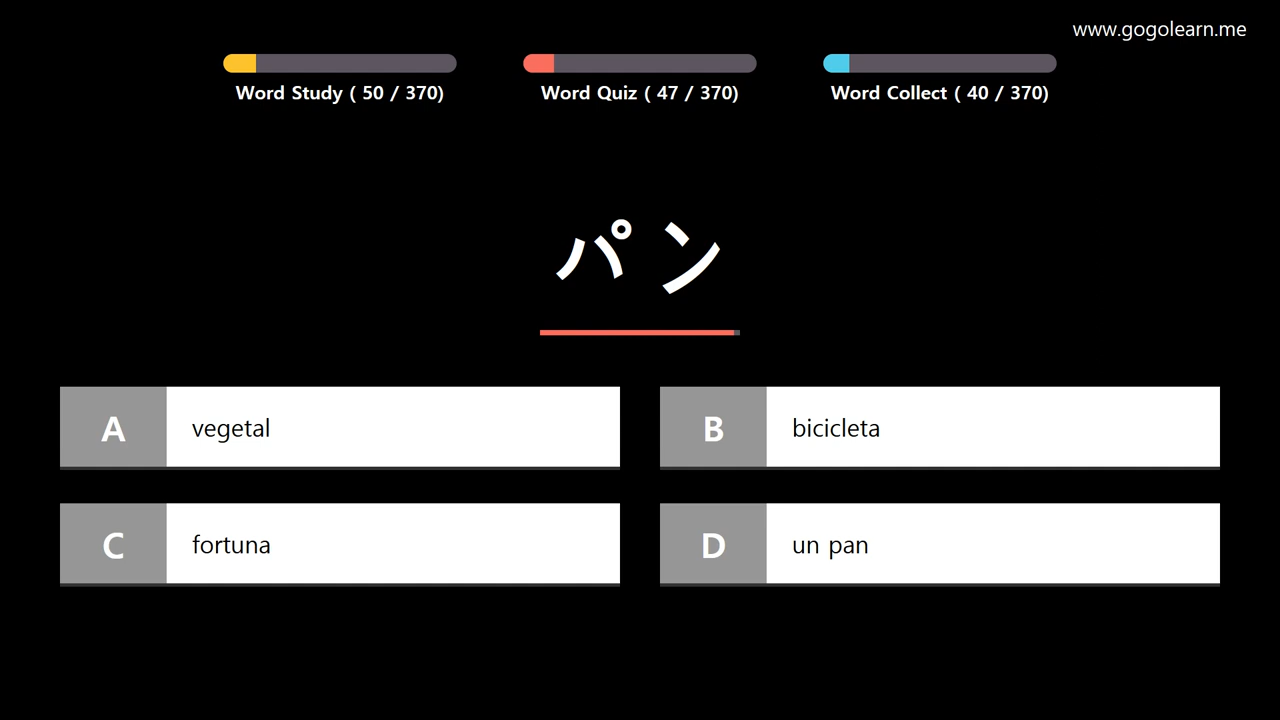 www.gogolearn.me
Word Study ( 50 / 370)
Word Quiz ( 47 / 370)
Word Collect ( 40 / 370)
パン
A vegetal
B bicicleta
C fortuna
D un pan